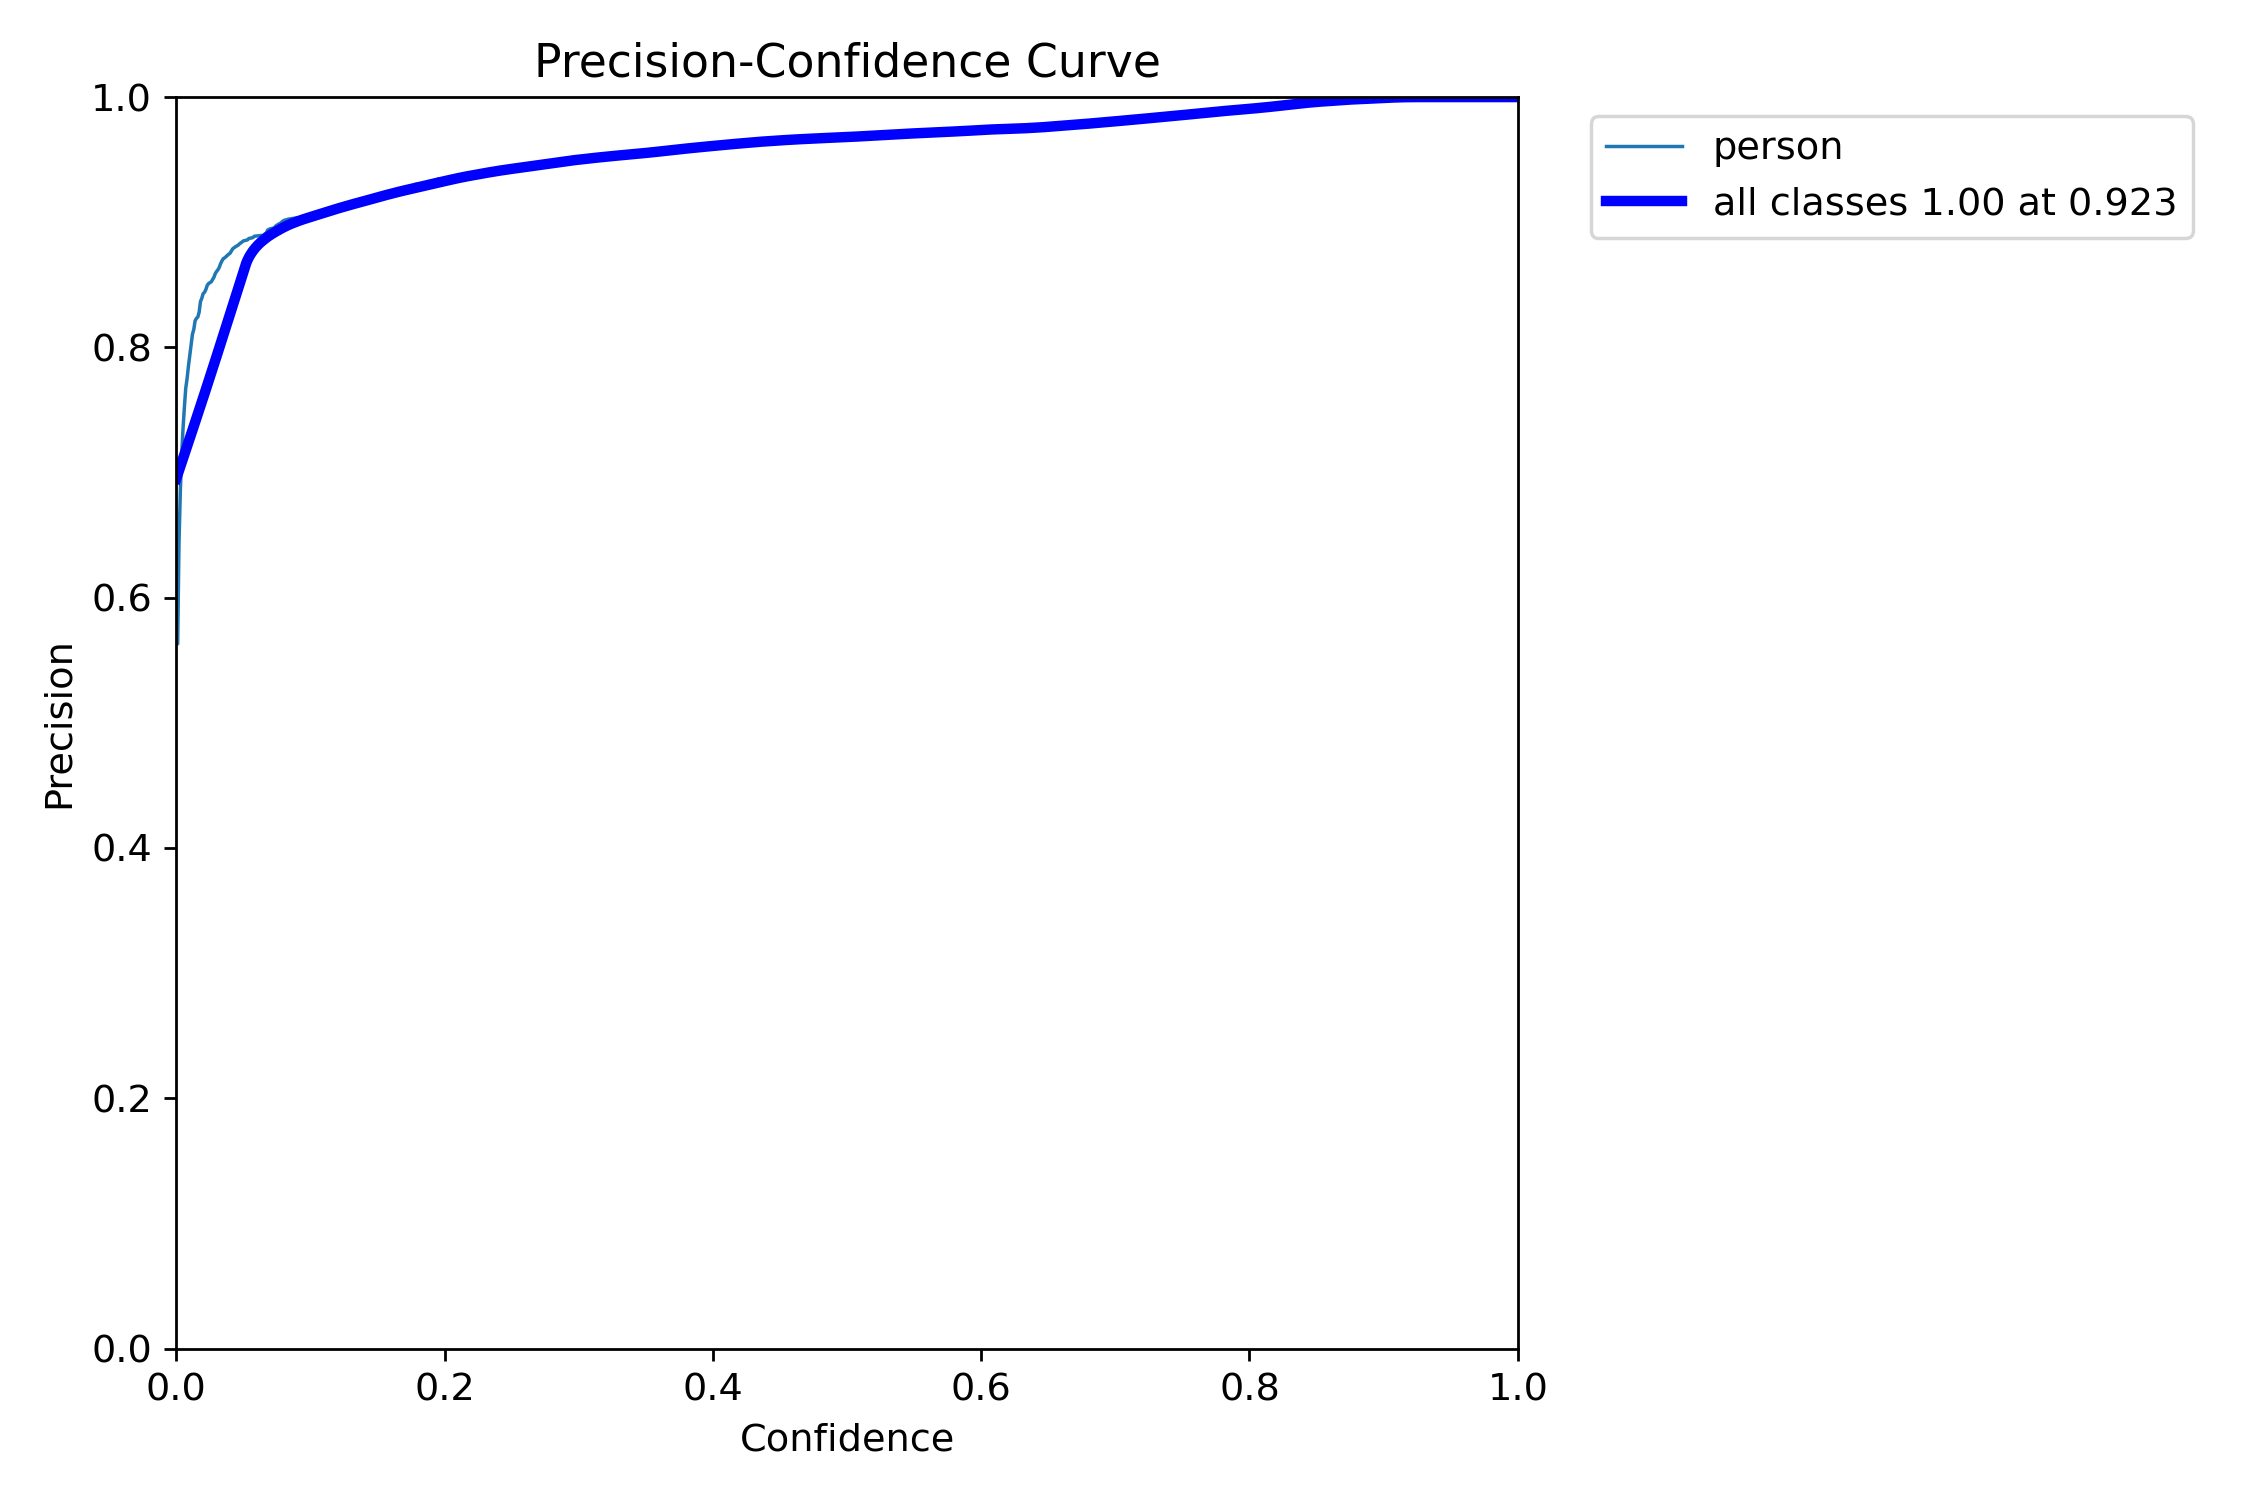 Precision-Confidence Curve
1.0
0.8
0.6
0.4
0.2
0.0
Precision
0.0 0.2 0.4 0.6 0.8 1.0
Confidence
person
all classes 1.00 at 0.923